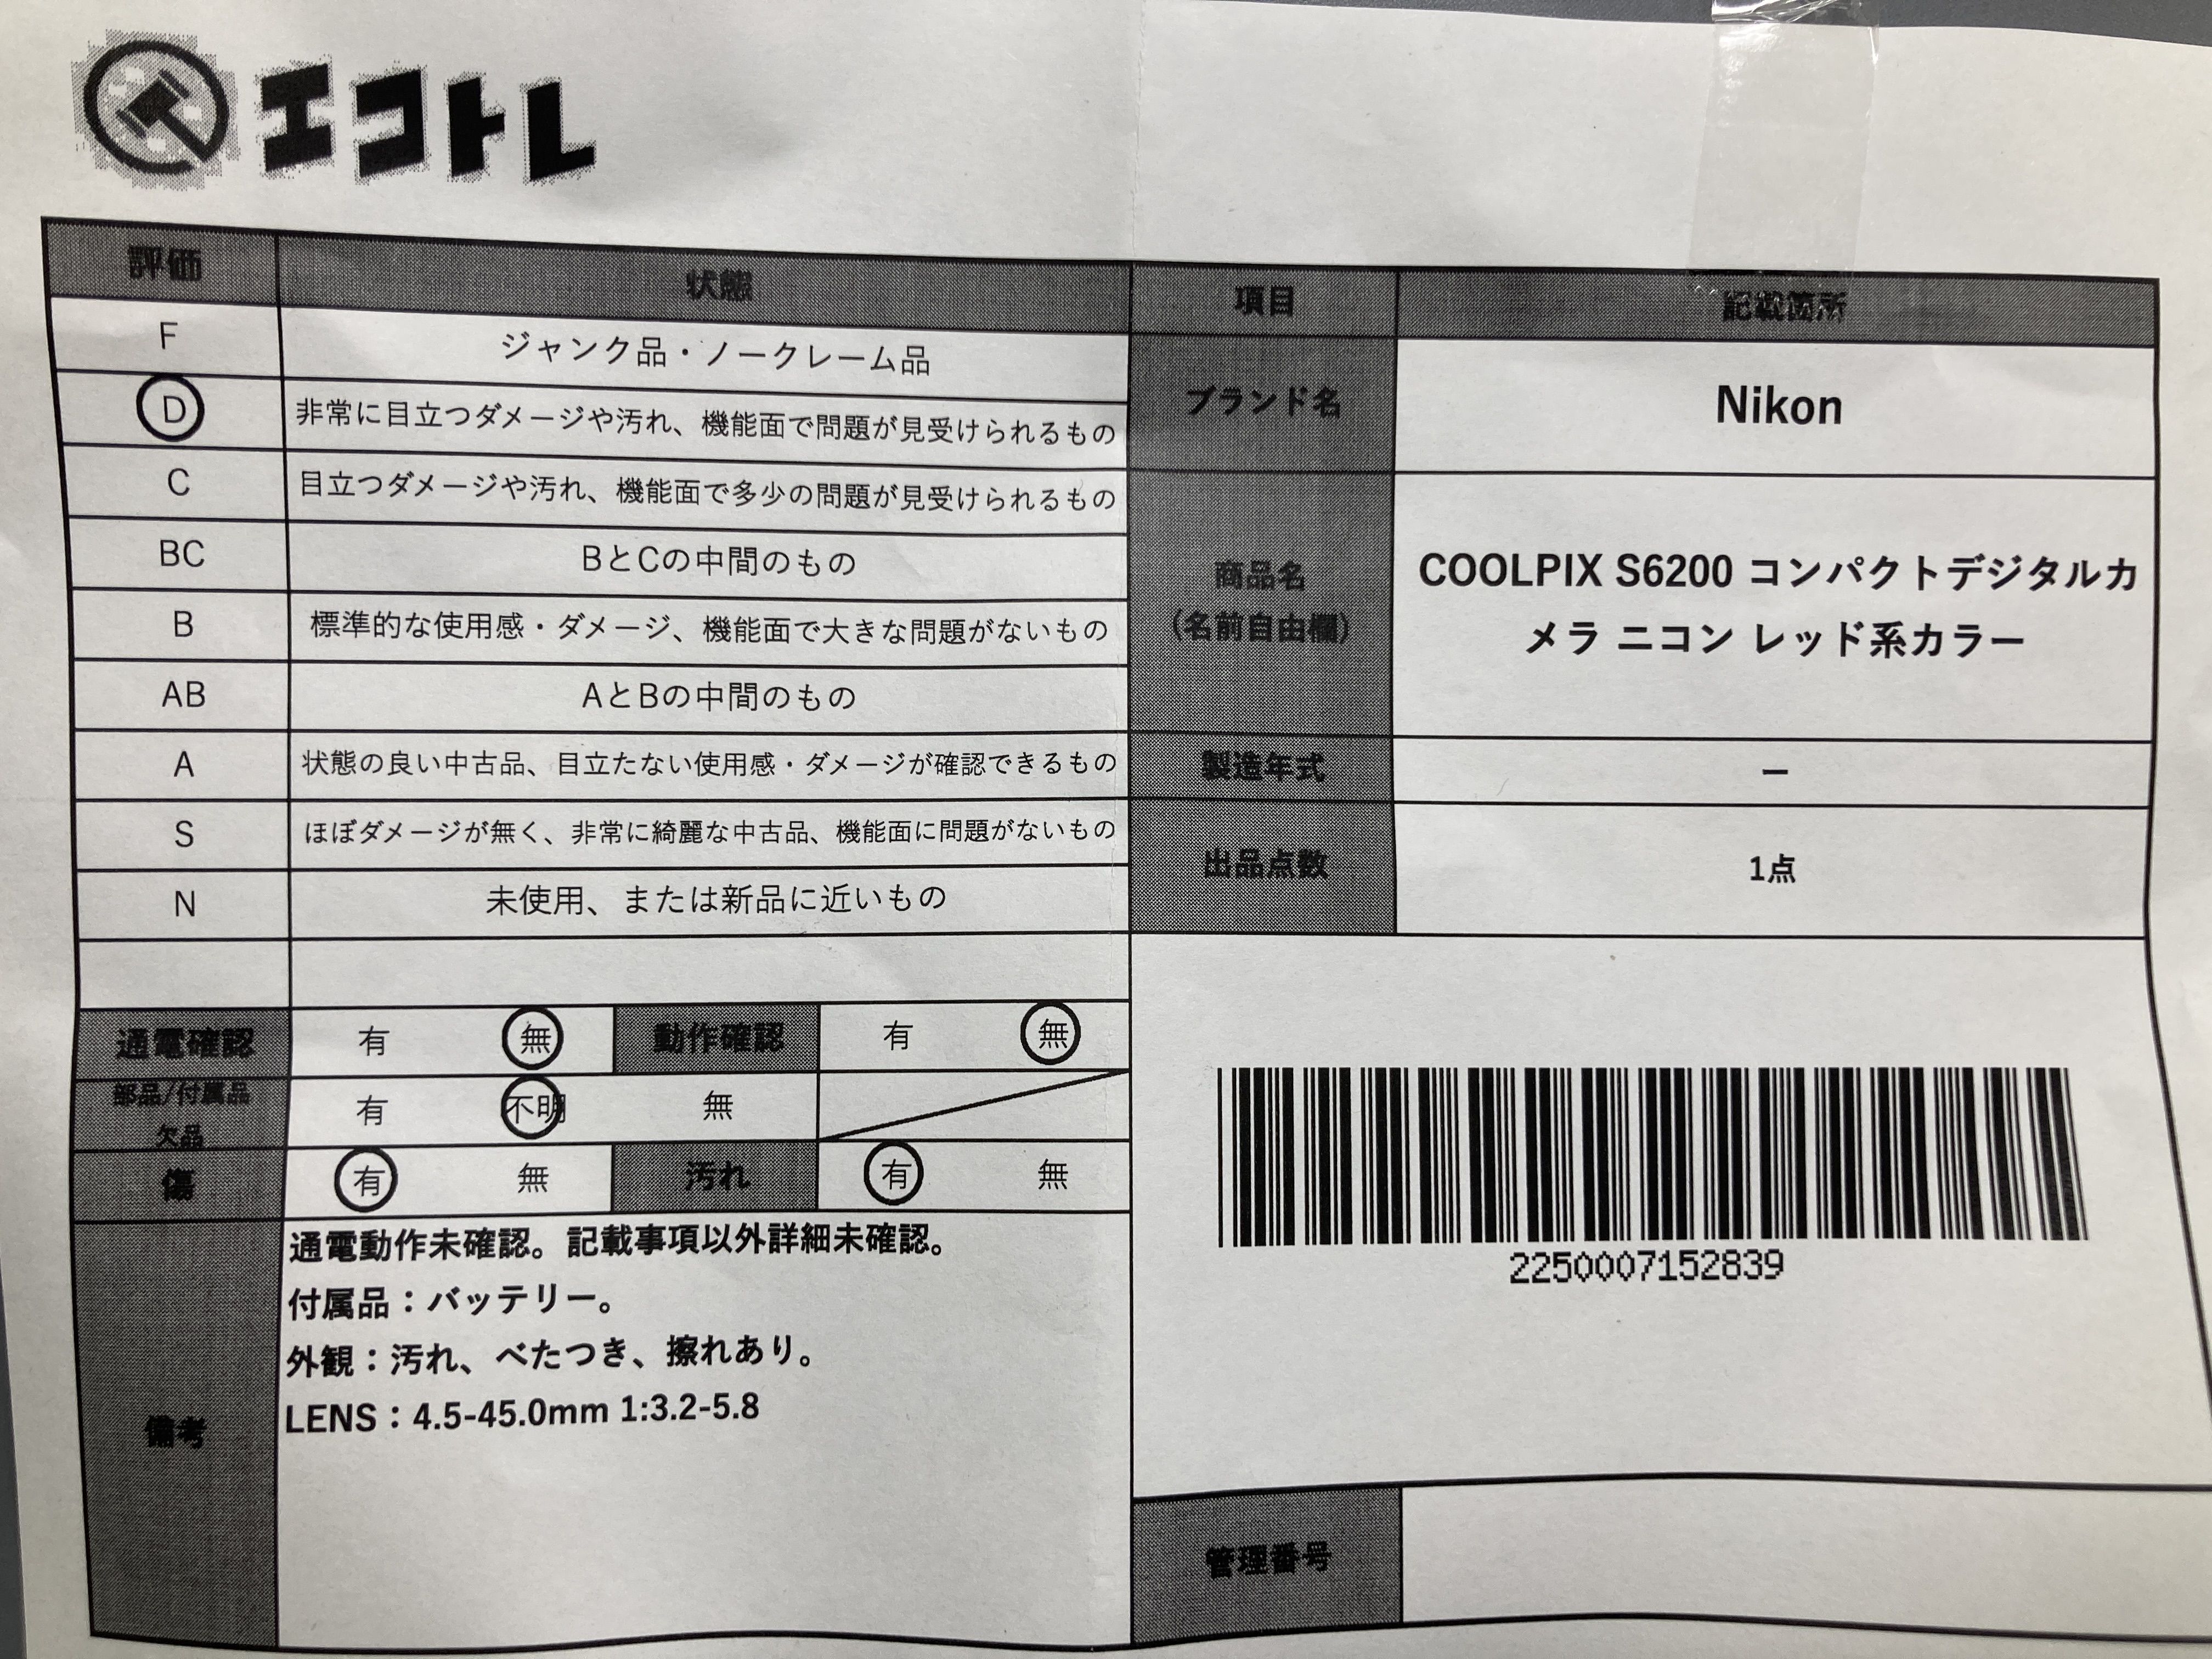 エコトレ
評価 状態
F ジャンク品・ノークレーム品
D 非常に目立つダメージや汚れ、機能面で問題が見受けられるもの
C 目立つダメージや汚れ、機能面で多少の問題が見受けられるもの
BC BとCの中間のもの
B 標準的な使用感・ダメージ、機能面で大きな問題がないもの
AB AとBの中間のもの
A 状態の良い中古品、目立たない使用感・ダメージが確認できるもの
S ほぼダメージが無く、非常に綺麗な中古品、機能面に問題がないもの
N 未使用、または新品に近いもの
通電確認 有 無 動作確認 有 無
部品/付属品
欠品 有 不明 無
傷 有 無 汚れ 有 無
備考
通電動作未確認。記載事項以外詳細未確認。
付属品：バッテリー。
外観：汚れ、べたつき、擦れあり。
LENS：4.5-45.0mm 1:3.2-5.8
項目 記載箇所
ブランド名 Nikon
商品名
（名前自由欄）
COOLPIX S6200 コンパクトデジタルカ
メラ ニコン レッド系カラー
製造年式 ー
出品点数 1点
2250007152839
管理番号